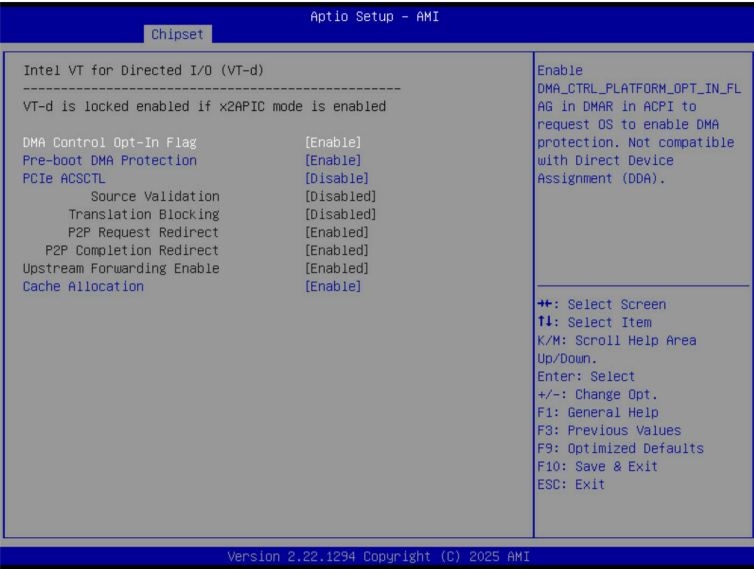 Aptio Setup – AMI
Chipset
Intel VT for Directed I/O (VT-d)
--------------------------------------------------
VT-d is locked enabled if x2APIC mode is enabled
DMA Control Opt-In Flag [Enable]
Pre-boot DMA Protection [Enable]
PCIe ACSCTL [Disable]
Source Validation [Disabled]
Translation Blocking [Disabled]
P2P Request Redirect [Enabled]
P2P Completion Redirect [Enabled]
Upstream Forwarding Enable [Enabled]
Cache Allocation [Enable]
Enable
DMA_CTRL_PLATFORM_OPT_IN_FL
AG in DMAR in ACPI to
request OS to enable DMA
protection. Not compatible
with Direct Device
Assignment (DDA).
→←: Select Screen
↑↓: Select Item
K/M: Scroll Help Area
Up/Down.
Enter: Select
+/-: Change Opt.
F1: General Help
F3: Previous Values
F9: Optimized Defaults
F10: Save & Exit
ESC: Exit
Version 2.22.1294 Copyright (C) 2025 AMI